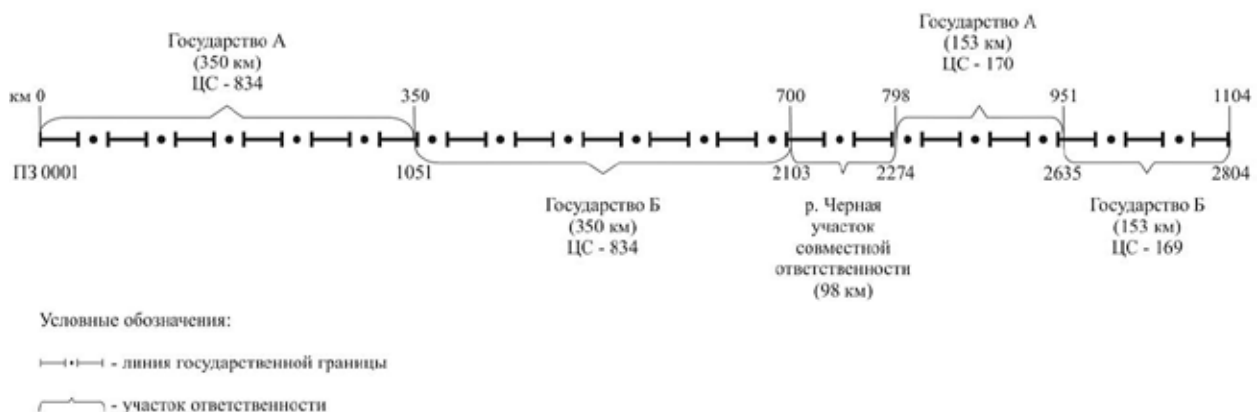 Государство А
(350 км)
ЦС - 834
Государство А
(153 км)
ЦС - 170
км 0
350
700
798
951
1104
ПЗ 0001
1051
2103
2274
2635
2804
Государство Б
(350 км)
ЦС - 834
р. Черная
участок
совместной
ответственности
(98 км)
Государство Б
(153 км)
ЦС - 169
Условные обозначения:
- линия государственной границы
- участок ответственности